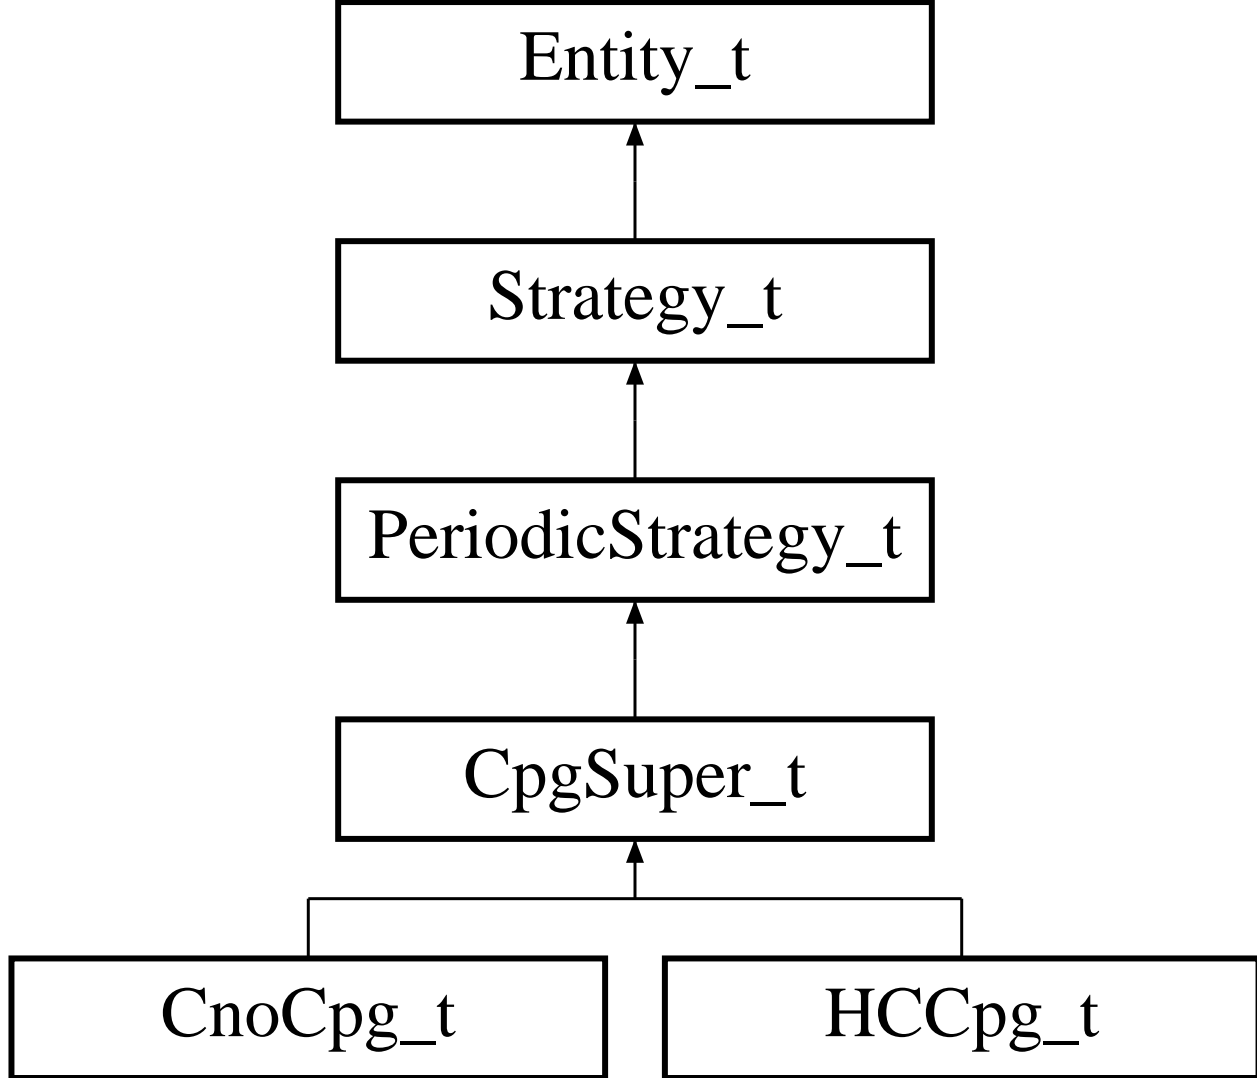 Entity_t
Strategy_t
PeriodicStrategy_t
CpgSuper_t
CnoCpg_t
HCCpg_t